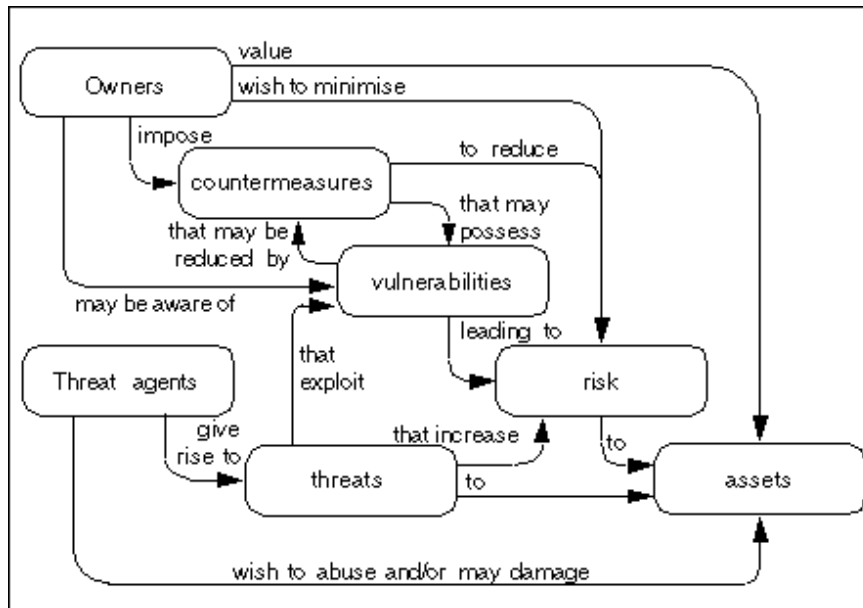 value
Owners
wish to minimise
impose
to reduce
countermeasures
that may
possess
that may be
reduced by
vulnerabilities
may be aware of
leading to
that
exploit
Threat agents
risk
give
rise to
that increase
to
threats
to
assets
wish to abuse and/or may damage